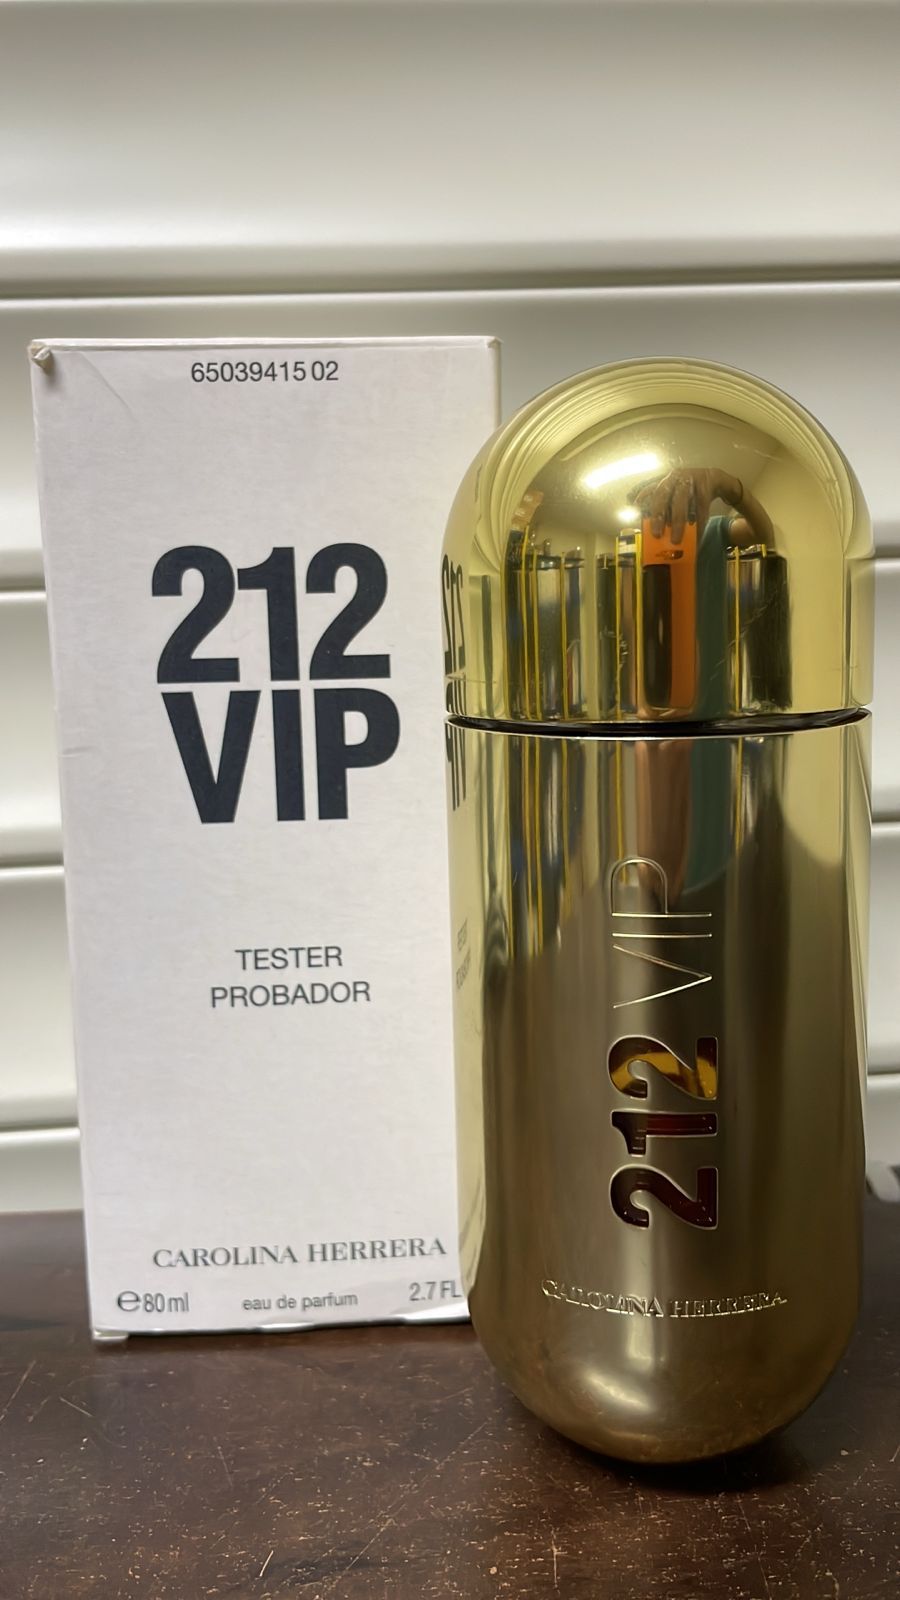 65039415 02
212
VIP
TESTER
PROBADOR
CAROLINA HERRERA
℮80ml eau de parfum 2.7 FL
212 VIP
CAROLINA HERRERA